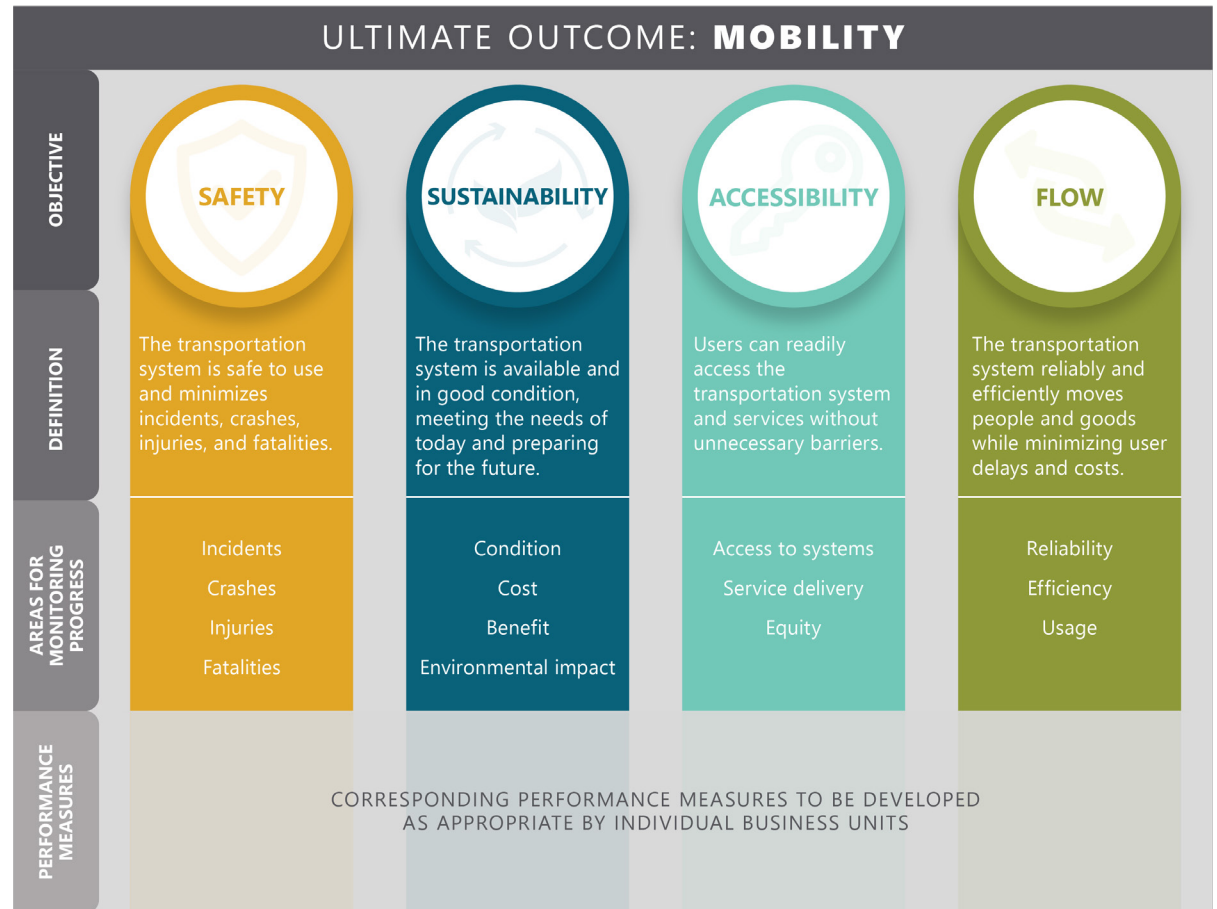 ULTIMATE OUTCOME: MOBILITY
OBJECTIVE
SAFETY
SUSTAINABILITY
ACCESSIBILITY
FLOW
DEFINITION
The transportation
system is safe to use
and minimizes
incidents, crashes,
injuries, and fatalities.
The transportation
system is available and
in good condition,
meeting the needs of
today and preparing
for the future.
Users can readily
access the
transportation system
and services without
unnecessary barriers.
The transportation
system reliably and
efficiently moves
people and goods
while minimizing user
delays and costs.
AREAS FOR
MONITORING
PROGRESS
Incidents
Crashes
Injuries
Fatalities
Condition
Cost
Benefit
Environmental impact
Access to systems
Service delivery
Equity
Reliability
Efficiency
Usage
PERFORMANCE
MEASURES
CORRESPONDING PERFORMANCE MEASURES TO BE DEVELOPED
AS APPROPRIATE BY INDIVIDUAL BUSINESS UNITS